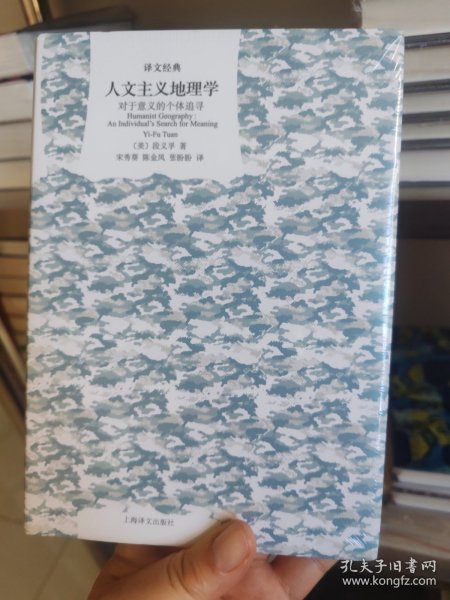 译文经典
人文主义地理学
对于意义的个体追寻
Humanist Geography:
An Individual's Search for Meaning
Yi-Fu Tuan
〔美〕段义孚 著
宋秀葵 陈金凤 张盼盼 译
上海译文出版社
孔夫子旧书网
www.kongfz.com